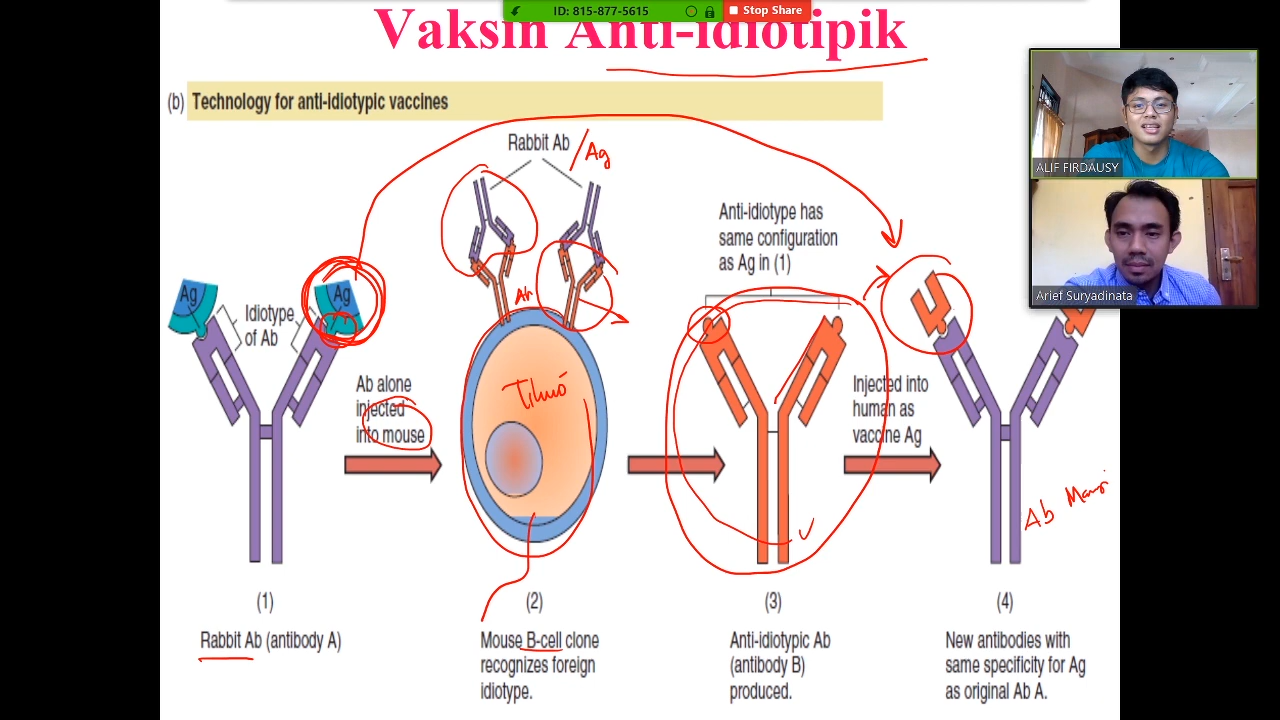 ID: 815-877-5615
Stop Share
Vaksin Anti-idiotipik
(b) Technology for anti-idiotypic vaccines
Rabbit Ab
/Ag
Anti-idiotype has
same configuration
as Ag in (1)
ALIF FIRDAUSY
Arief Suryadinata
Ag
Ag
Idiotype
of Ab
Ab alone
injected
into mouse
Injected into
human as
vaccine Ag
Ab
(1)
(2)
(3)
(4)
Rabbit Ab (antibody A)
Mouse B-cell clone
recognizes foreign
idiotype.
Anti-idiotypic Ab
(antibody B)
produced.
New antibodies with
same specificity for Ag
as original Ab A.